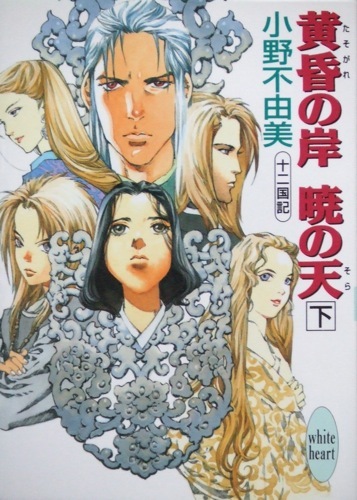 黄昏の岸
たそがれ
暁の天
そら
下
小野不由美
十二国記
white
heart